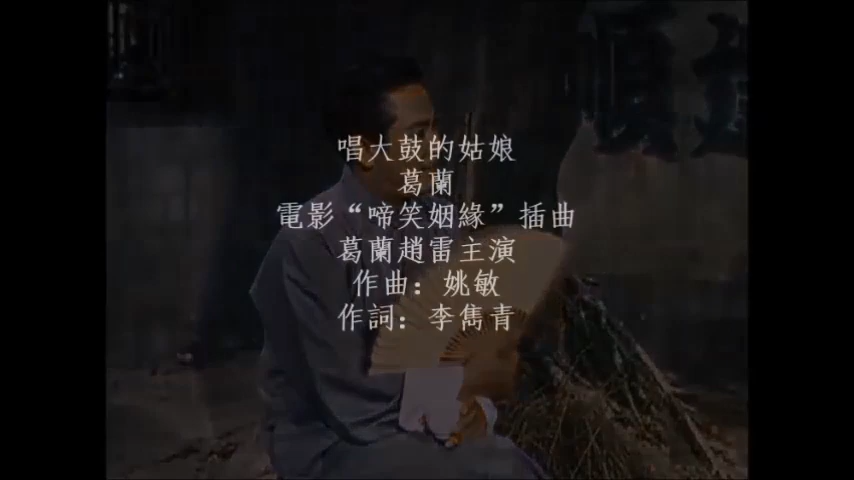 唱大鼓的姑娘
葛蘭
電影“啼笑姻緣”插曲
葛蘭趙雷主演
作曲：姚敏
作詞：李雋青